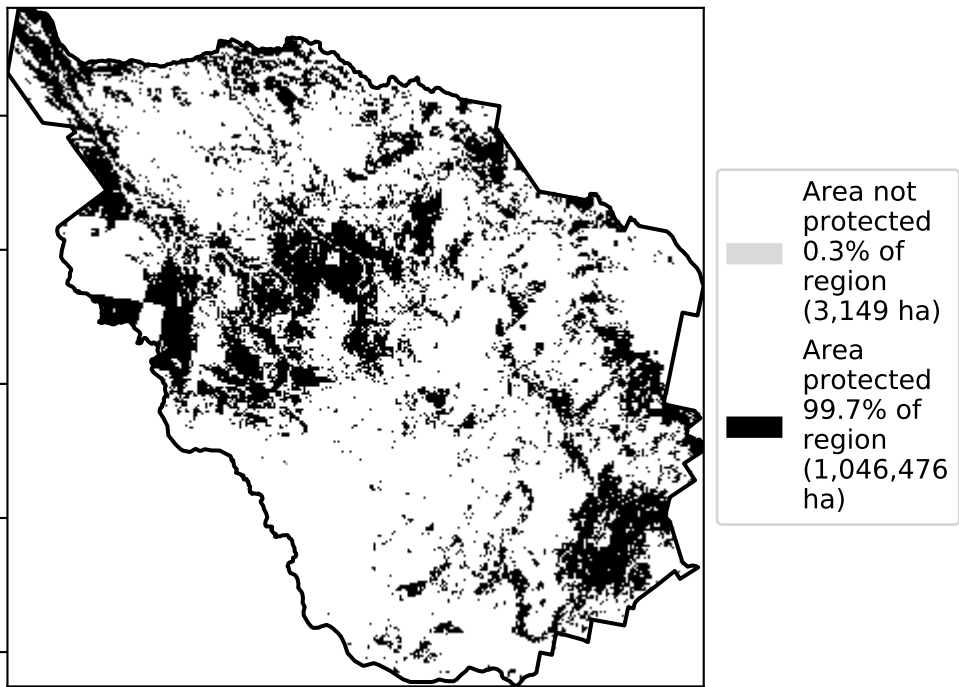 Area not
protected
0.3% of
region
(3,149 ha)
Area
protected
99.7% of
region
(1,046,476
ha)